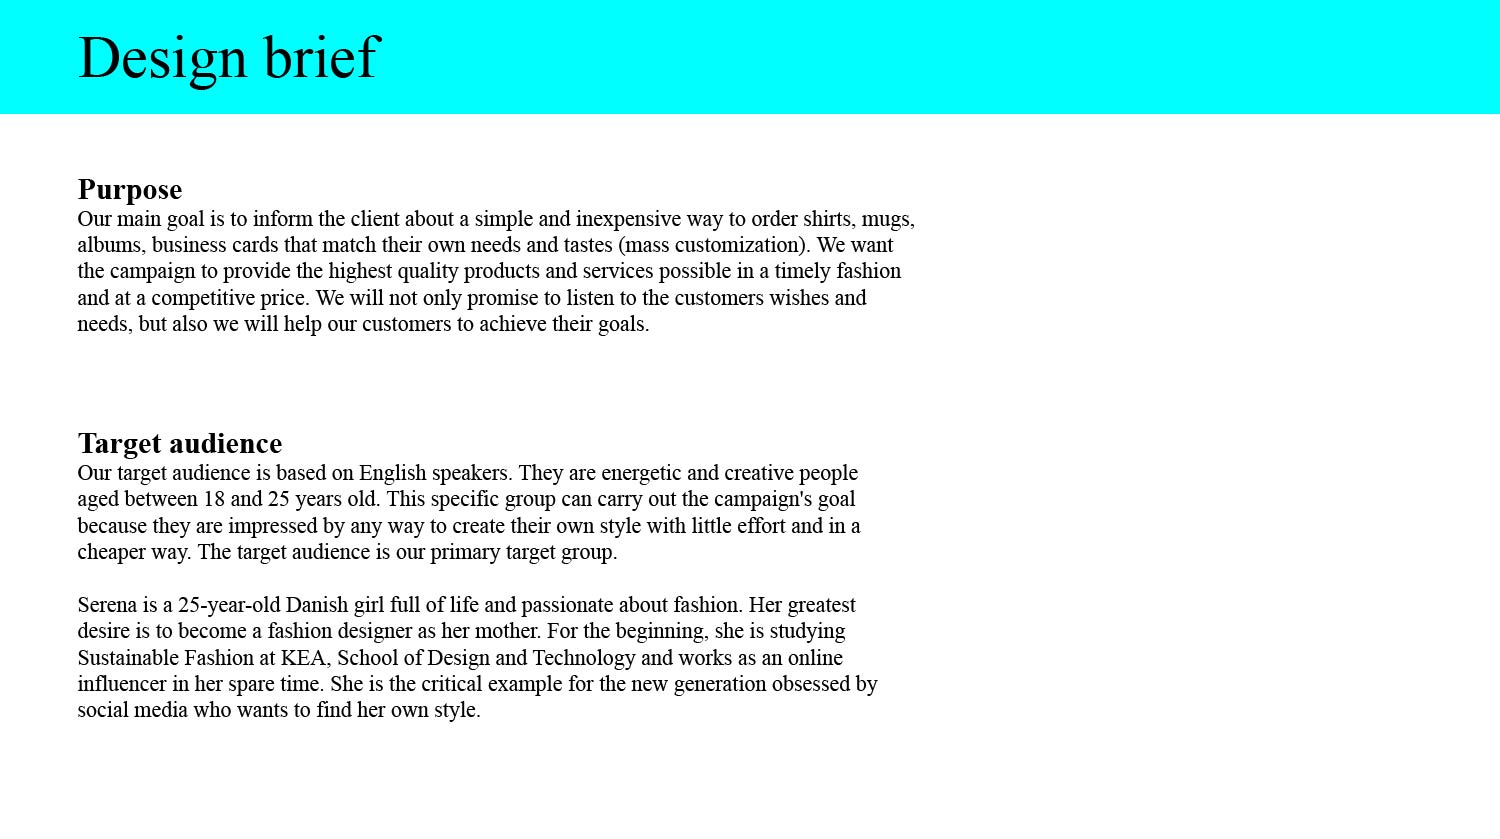 Design brief
Purpose
Our main goal is to inform the client about a simple and inexpensive way to order shirts, mugs,
albums, business cards that match their own needs and tastes (mass customization). We want
the campaign to provide the highest quality products and services possible in a timely fashion
and at a competitive price. We will not only promise to listen to the customers wishes and
needs, but also we will help our customers to achieve their goals.
Target audience
Our target audience is based on English speakers. They are energetic and creative people
aged between 18 and 25 years old. This specific group can carry out the campaign's goal
because they are impressed by any way to create their own style with little effort and in a
cheaper way. The target audience is our primary target group.
Serena is a 25-year-old Danish girl full of life and passionate about fashion. Her greatest
desire is to become a fashion designer as her mother. For the beginning, she is studying
Sustainable Fashion at KEA, School of Design and Technology and works as an online
influencer in her spare time. She is the critical example for the new generation obsessed by
social media who wants to find her own style.